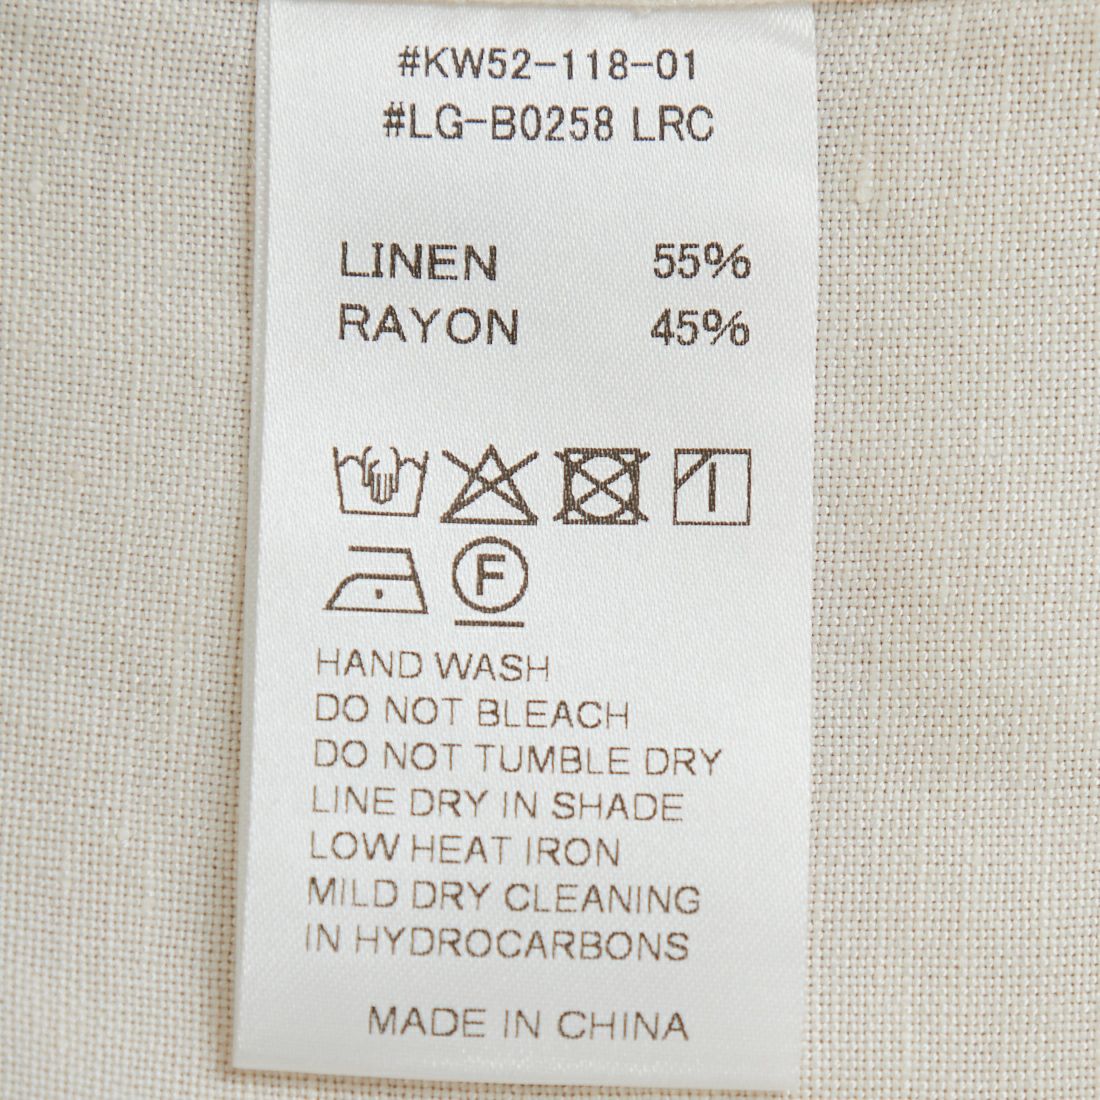 #KW52-118-01
#LG-B0258 LRC
LINEN 55%
RAYON 45%
F
HAND WASH
DO NOT BLEACH
DO NOT TUMBLE DRY
LINE DRY IN SHADE
LOW HEAT IRON
MILD DRY CLEANING
IN HYDROCARBONS
MADE IN CHINA